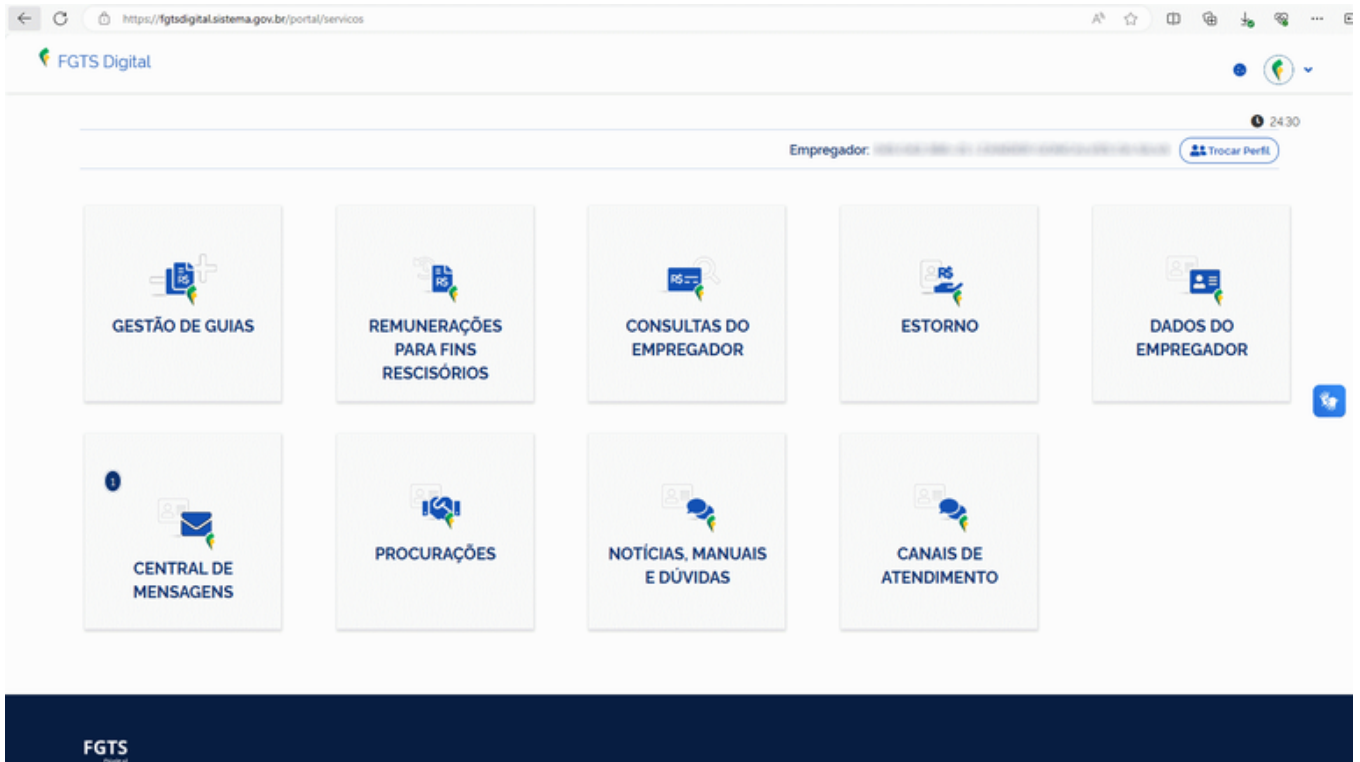 https://fgtsdigital.sistema.gov.br/portal/servicos
FGTS Digital
24:30
Empregador:
Trocar Perfil
GESTÃO DE GUIAS
REMUNERAÇÕES
PARA FINS
RESCISÓRIOS
CONSULTAS DO
EMPREGADOR
ESTORNO
DADOS DO
EMPREGADOR
1
CENTRAL DE
MENSAGENS
PROCURAÇÕES
NOTÍCIAS, MANUAIS
E DÚVIDAS
CANAIS DE
ATENDIMENTO
FGTS